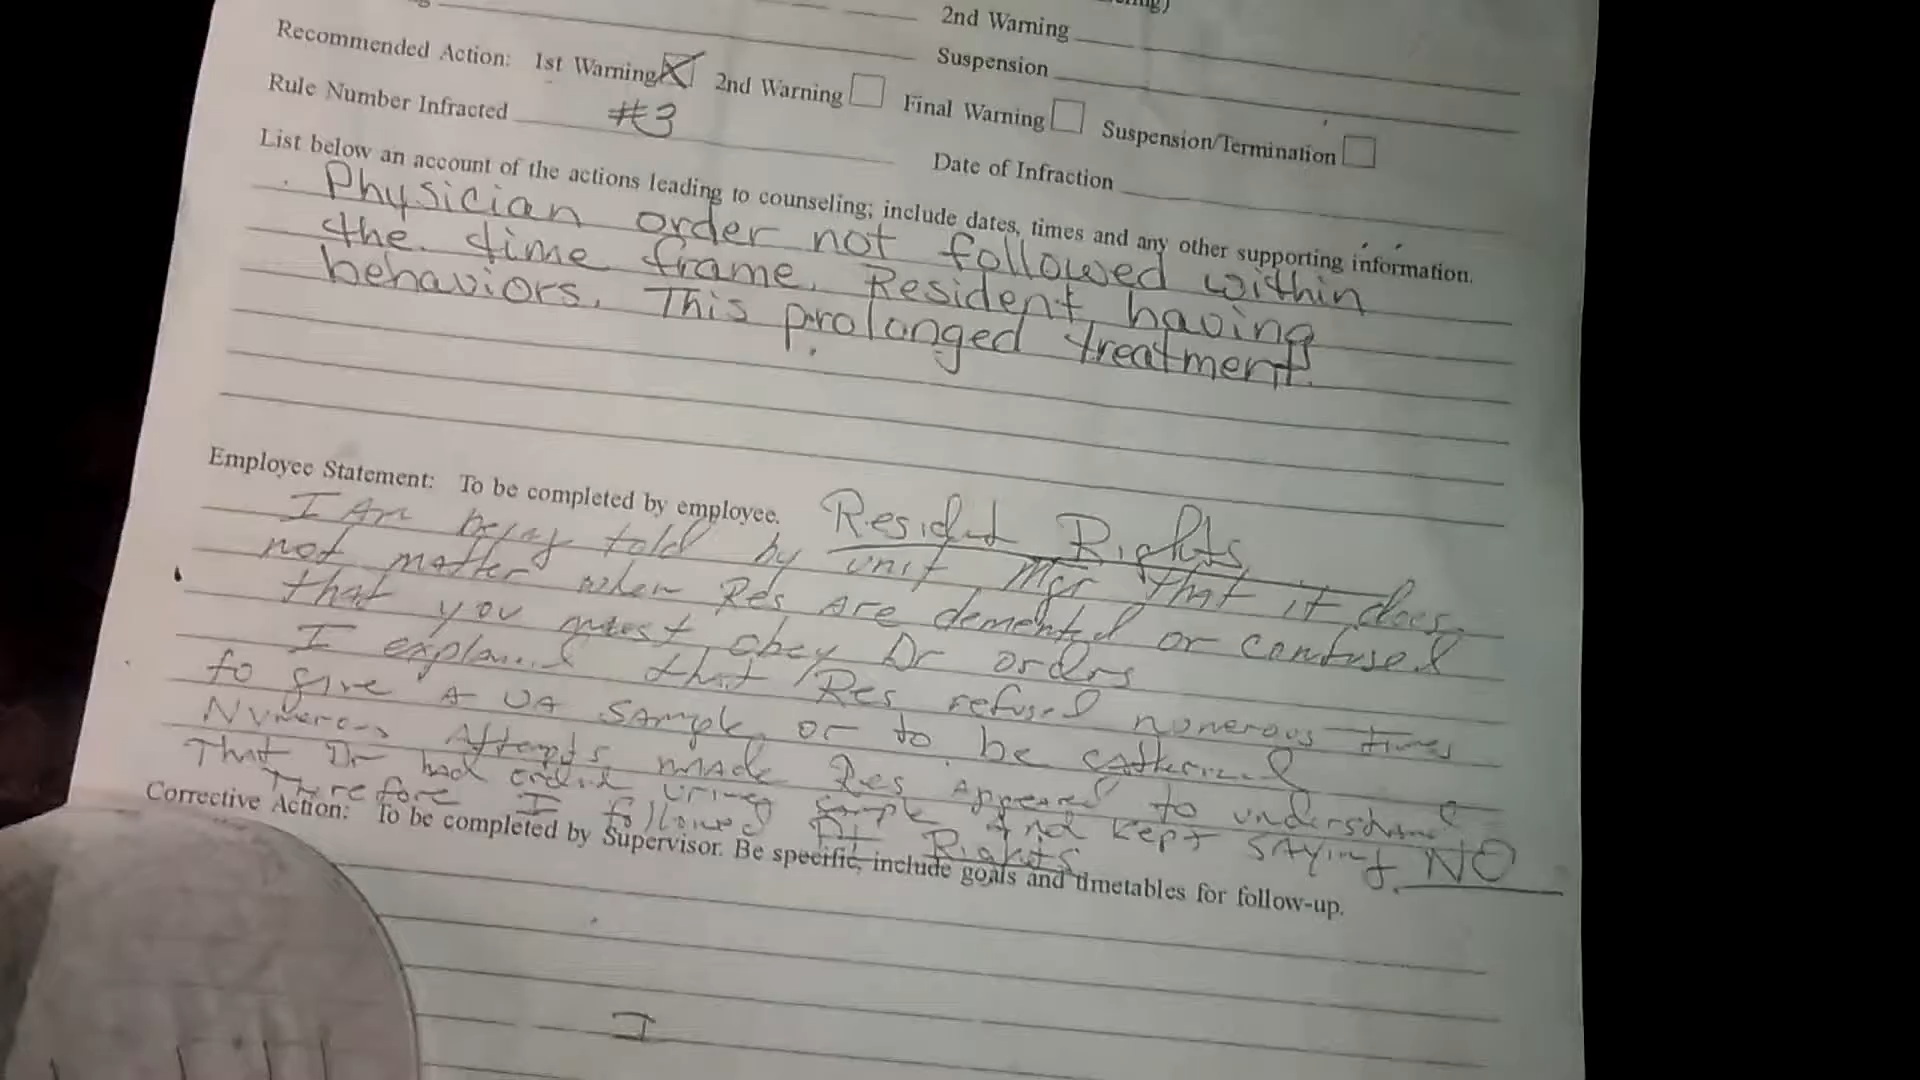 2nd Warning
Suspension
Recommended Action: 1st Warning 2nd Warning Final Warning Suspension/Termination
Rule Number Infracted #3
Date of Infraction
List below an account of the actions leading to counseling; include dates, times and any other supporting information.
Physician order not followed within
the time frame. Resident having
behaviors. This prolonged treatment.
Employee Statement: To be completed by employee. Resident Rights
I Am being told by unit Mgr that it does
not matter when Res Are demented or confused
that you must obey Dr orders
I explained that Res refused numerous times
to give A UA SAmple or to be catherized
Numerous Attempts made Res Appeared to understand
That Dr had orderd urine sample And kept SAying NO
Therefore I followed Pt Rights
Corrective Action: To be completed by Supervisor. Be specific, include goals and timetables for follow-up.
I